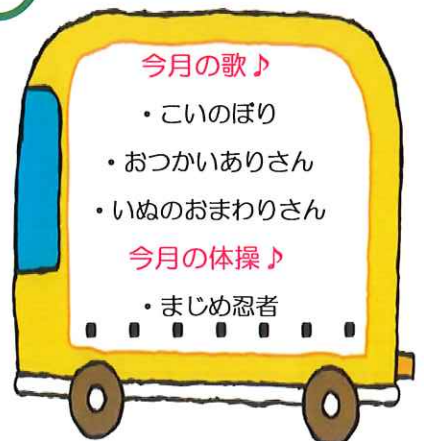 今月の歌♪
・こいのぼり
・おつかいありさん
・いぬのおまわりさん
今月の体操♪
・まじめ忍者